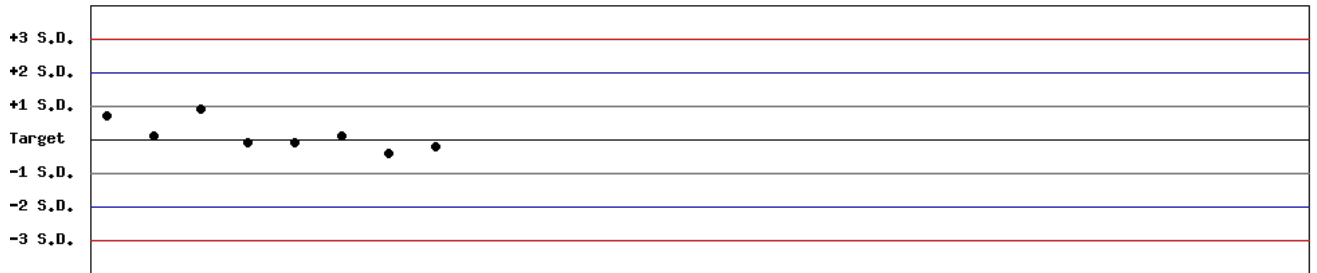 +3 S.D.
+2 S.D.
+1 S.D.
Target
-1 S.D.
-2 S.D.
-3 S.D.